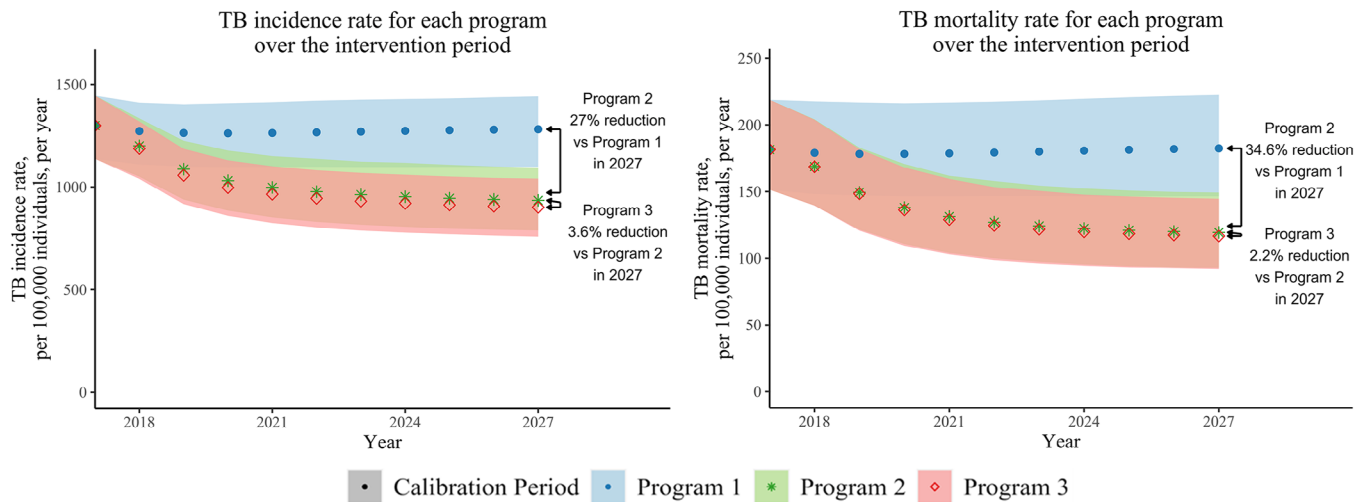 TB incidence rate for each program
over the intervention period
TB incidence rate,
per 100,000 individuals, per year
1500
1000
500
0
2018
2021
2024
2027
Year
Program 2
27% reduction
vs Program 1
in 2027
Program 3
3.6% reduction
vs Program 2
in 2027
TB mortality rate for each program
over the intervention period
TB mortality rate,
per 100,000 individuals, per year
250
200
150
100
50
0
2018
2021
2024
2027
Year
Program 2
34.6% reduction
vs Program 1
in 2027
Program 3
2.2% reduction
vs Program 2
in 2027
Calibration Period
Program 1
Program 2
Program 3